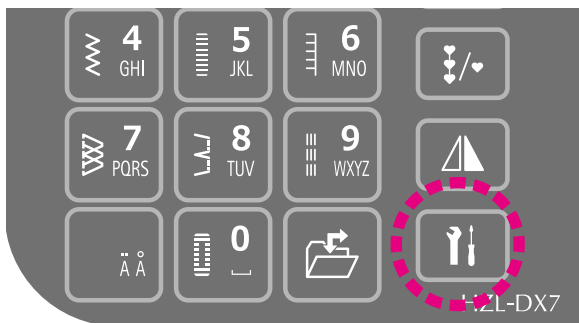 4 GHI
5 JKL
6 MNO
7 PQRS
8 TUV
9 WXYZ
Ä Å
0
HZL-DX7